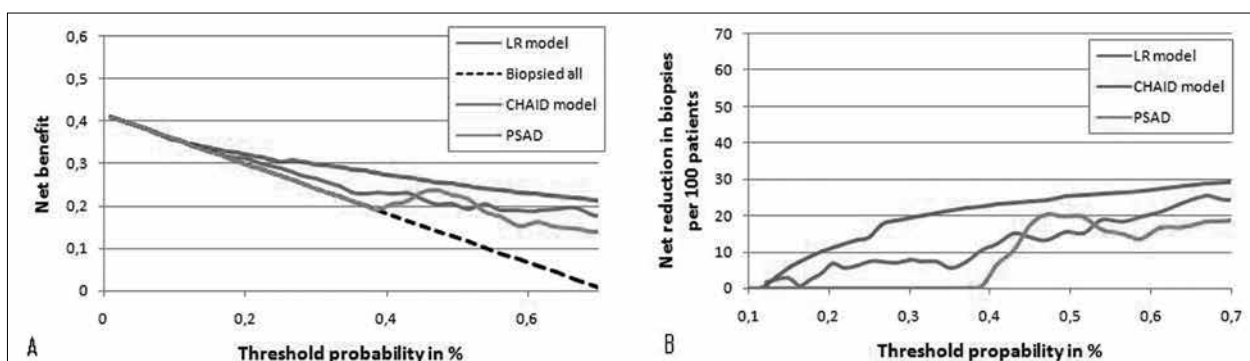 0,6
0,5
0,4
0,3
0,2
0,1
0
Net benefit
0
0,2
0,4
0,6
Threshold probability in %
LR model
Biopsied all
CHAID model
PSAD
A
70
60
50
40
30
20
10
0
Net reduction in biopsies
per 100 patients
0,1
0,2
0,3
0,4
0,5
0,6
0,7
Threshold propability in %
LR model
CHAID model
PSAD
B